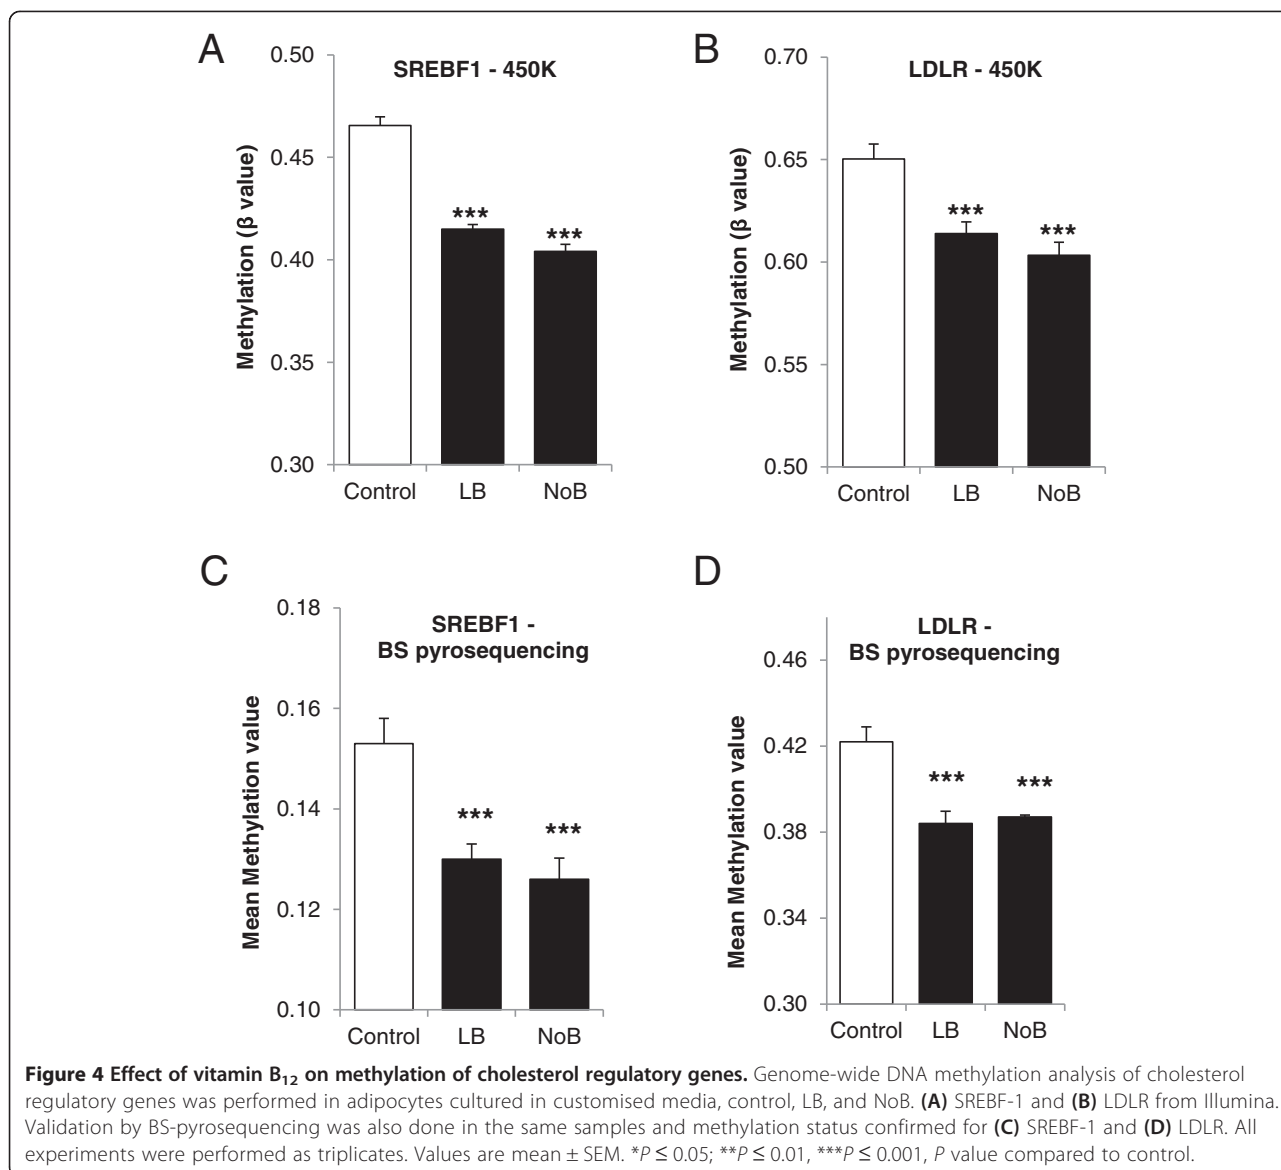 A
SREBF1 - 450K
Methylation (β value)
0.50
0.45
0.40
0.35
0.30
***
***
Control LB NoB
B
LDLR - 450K
Methylation (β value)
0.70
0.65
0.60
0.55
0.50
***
***
Control LB NoB
C
SREBF1 -
BS pyrosequencing
Mean Methylation value
0.18
0.16
0.14
0.12
0.10
***
***
Control LB NoB
D
LDLR -
BS pyrosequencing
Mean Methylation value
0.46
0.42
0.38
0.34
0.30
***
***
Control LB NoB
Figure 4 Effect of vitamin B₁₂ on methylation of cholesterol regulatory genes. Genome-wide DNA methylation analysis of cholesterol
regulatory genes was performed in adipocytes cultured in customised media, control, LB, and NoB. (A) SREBF-1 and (B) LDLR from Illumina.
Validation by BS-pyrosequencing was also done in the same samples and methylation status confirmed for (C) SREBF-1 and (D) LDLR. All
experiments were performed as triplicates. Values are mean ± SEM. *P ≤ 0.05; **P ≤ 0.01, ***P ≤ 0.001, P value compared to control.